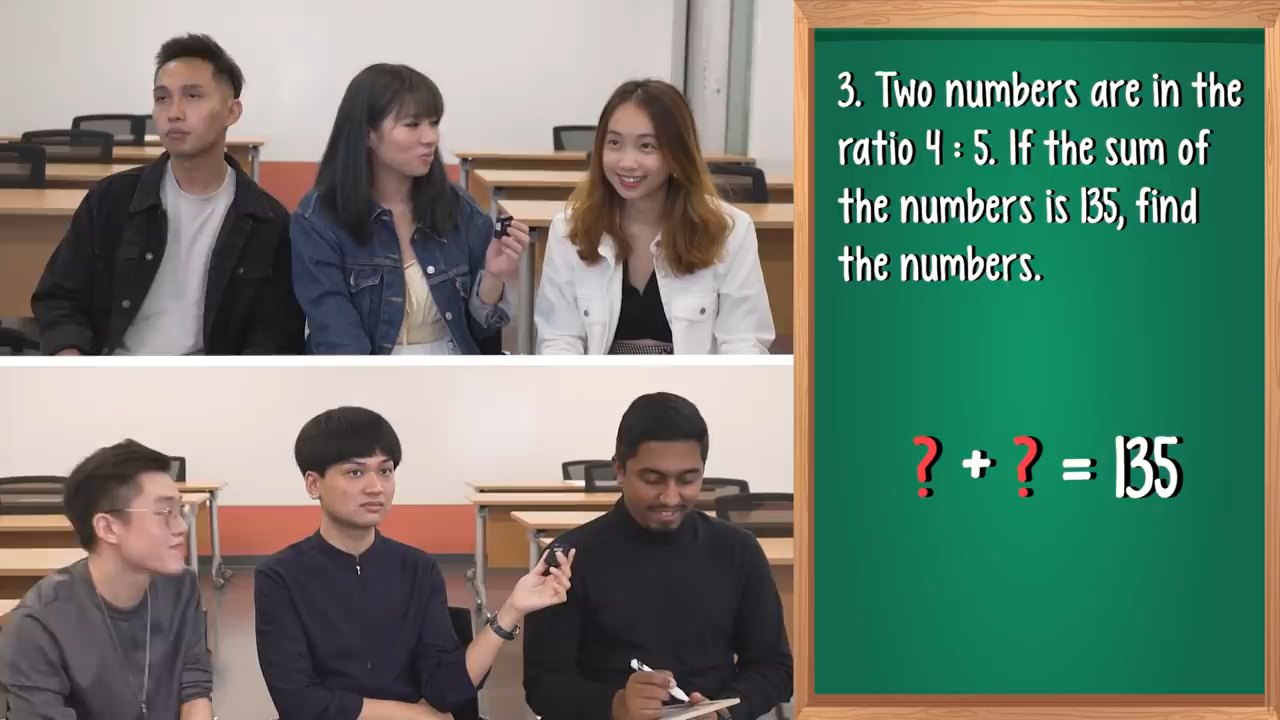 3. Two numbers are in the
ratio 4 : 5. If the sum of
the numbers is 135, find
the numbers.
? + ? = 135